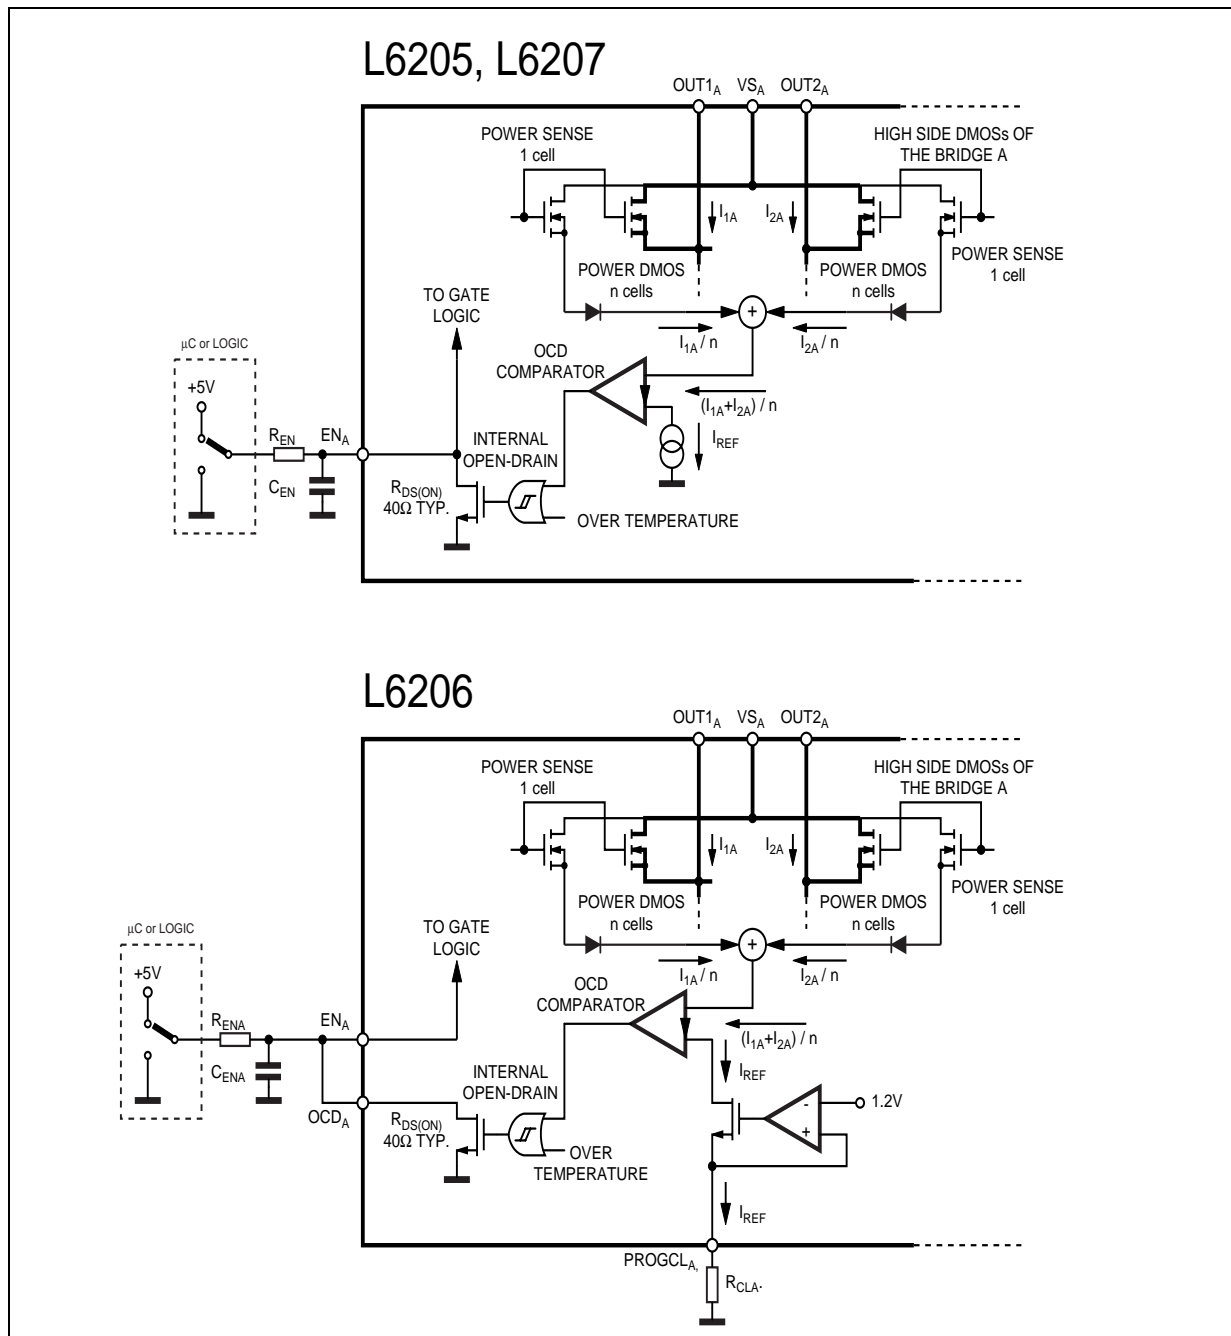 L6205, L6207
OUT1A VSA OUT2A
POWER SENSE
1 cell
HIGH SIDE DMOSs OF
THE BRIDGE A
I1A I2A
POWER SENSE
1 cell
POWER DMOS
n cells
POWER DMOS
n cells
TO GATE
LOGIC
+
I1A / n I2A / n
μC or LOGIC
OCD
COMPARATOR
+5V
(I1A+I2A) / n
IREF
REN ENA
INTERNAL
OPEN-DRAIN
CEN
RDS(ON)
40Ω TYP.
OVER TEMPERATURE
L6206
OUT1A VSA OUT2A
POWER SENSE
1 cell
HIGH SIDE DMOSs OF
THE BRIDGE A
I1A I2A
POWER SENSE
1 cell
POWER DMOS
n cells
POWER DMOS
n cells
TO GATE
LOGIC
+
μC or LOGIC
I1A / n I2A / n
+5V
OCD
COMPARATOR
RENA ENA
(I1A+I2A) / n
IREF
CENA
INTERNAL
OPEN-DRAIN
- 1.2V
+
OCDA
RDS(ON)
40Ω TYP.
OVER
TEMPERATURE
IREF
PROGCLA,
RCLA.